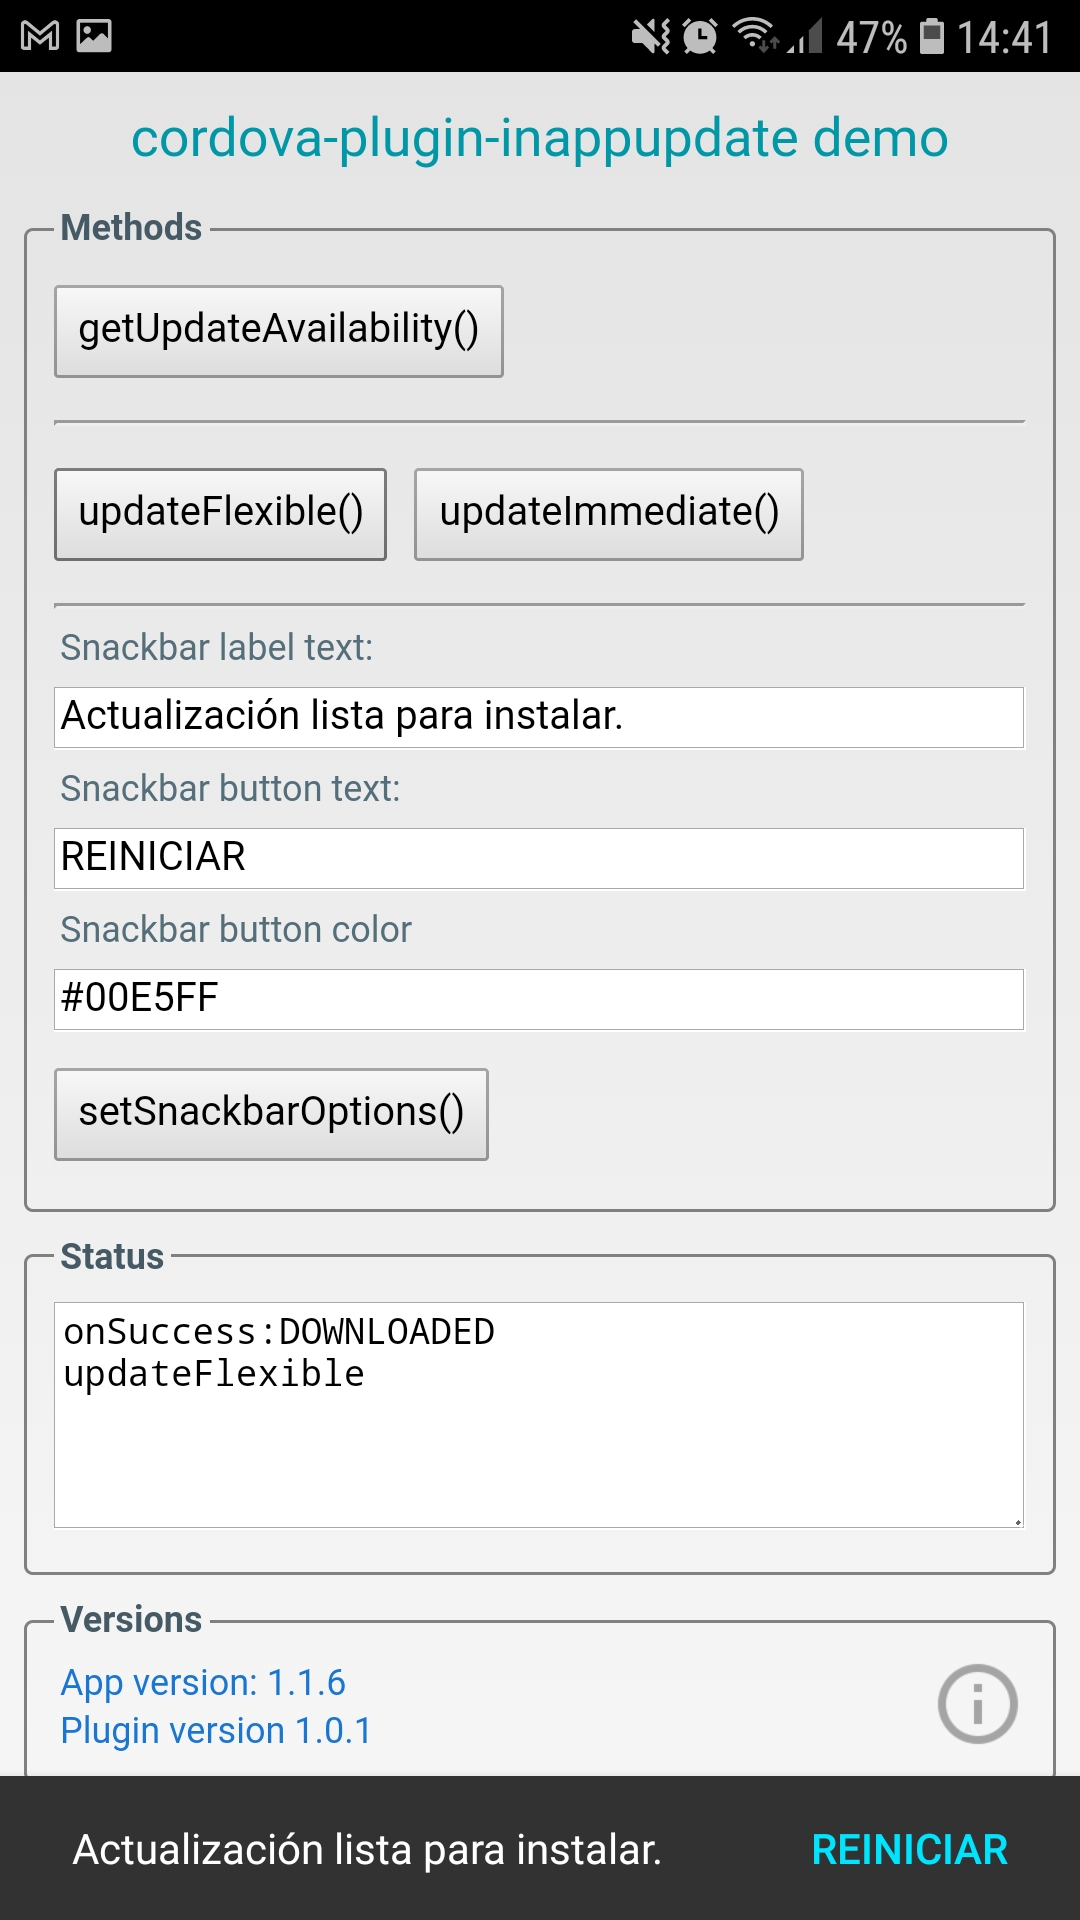 47% 14:41
cordova-plugin-inappupdate demo
Methods
getUpdateAvailability()
updateFlexible() updateImmediate()
Snackbar label text:
Actualización lista para instalar.
Snackbar button text:
REINICIAR
Snackbar button color
#00E5FF
setSnackbarOptions()
Status
onSuccess:DOWNLOADED
updateFlexible
Versions
App version: 1.1.6
Plugin version 1.0.1
Actualización lista para instalar. REINICIAR